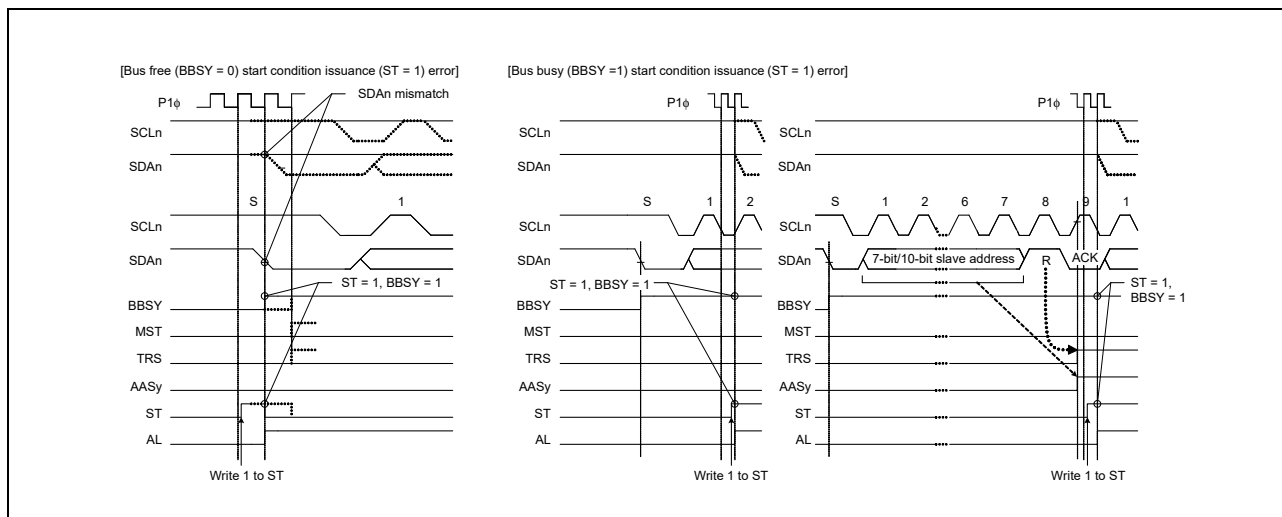 [Bus free (BBSY = 0) start condition issuance (ST = 1) error]
P1ϕ
SDAn mismatch
SCLn
SDAn
S 1
SCLn
SDAn
ST = 1, BBSY = 1
BBSY
MST
TRS
AASy
ST
AL
Write 1 to ST
[Bus busy (BBSY =1) start condition issuance (ST = 1) error]
P1ϕ
SCLn
SDAn
S 1 2
SCLn
SDAn
ST = 1, BBSY = 1
BBSY
MST
TRS
AASy
ST
AL
Write 1 to ST
P1ϕ
SCLn
SDAn
S 1 2 6 7 8 9 1
SCLn
SDAn
7-bit/10-bit slave address R ACK
ST = 1,
BBSY = 1
BBSY
MST
TRS
AASy
ST
AL
Write 1 to ST